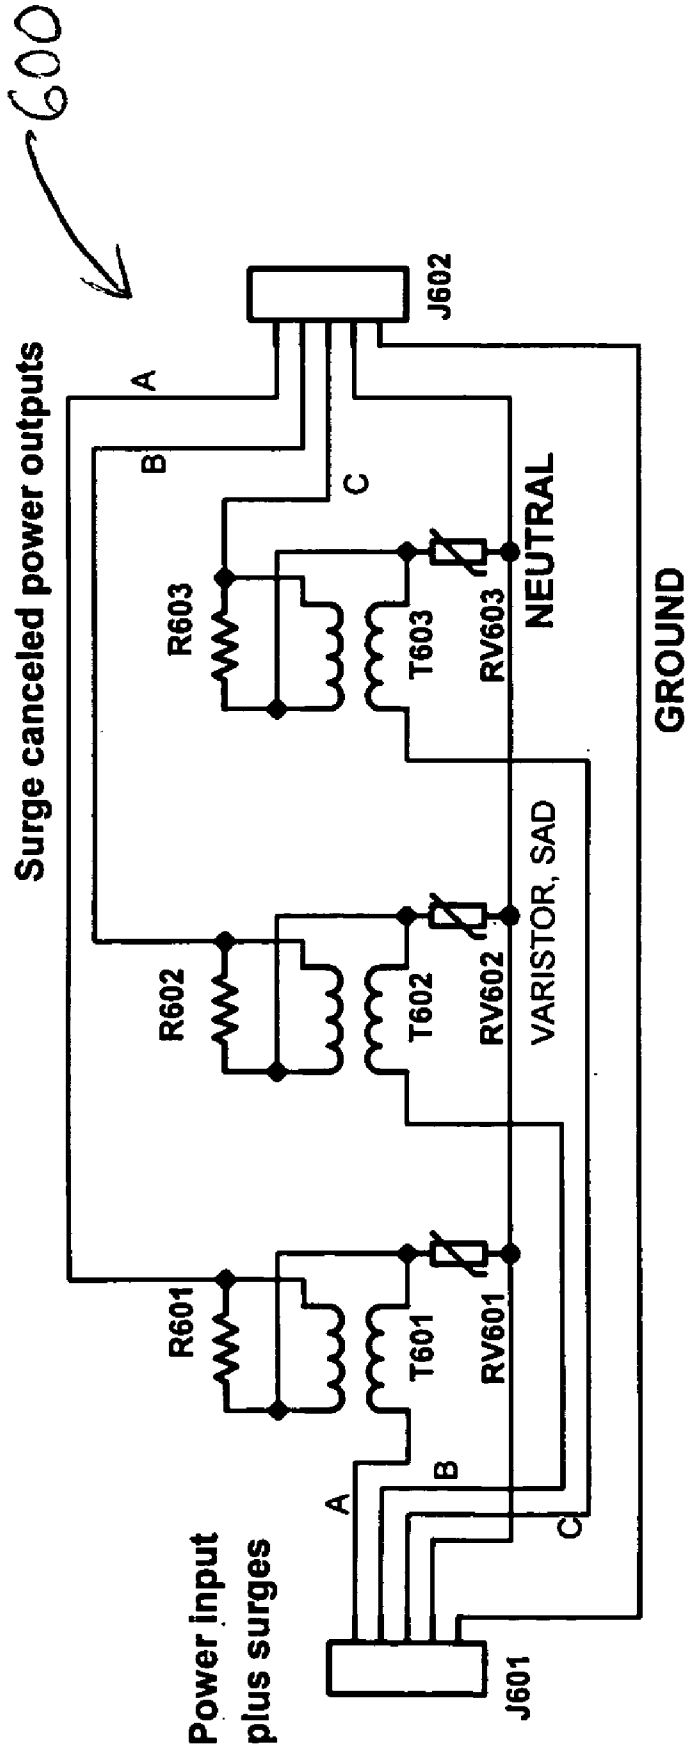 600
Surge canceled power outputs
A
B
C
J602
R601
R602
R603
T601
T602
T603
RV601
RV602
RV603
NEUTRAL
VARISTOR, SAD
GROUND
Power input
plus surges
A
B
C
J601